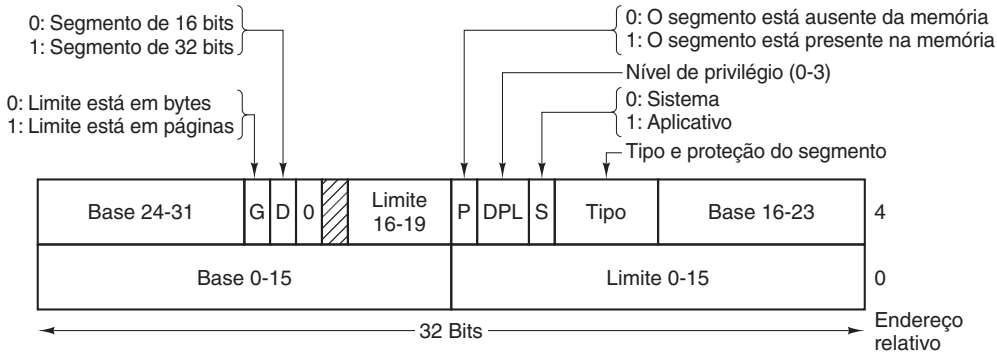 0: Segmento de 16 bits
1: Segmento de 32 bits
0: O segmento está ausente da memória
1: O segmento está presente na memória
Nível de privilégio (0-3)
0: Limite está em bytes
1: Limite está em páginas
0: Sistema
1: Aplicativo
Tipo e proteção do segmento
Base 24-31
G
D
0
Limite
16-19
P
DPL
S
Tipo
Base 16-23
4
Base 0-15
Limite 0-15
0
32 Bits
Endereço
relativo